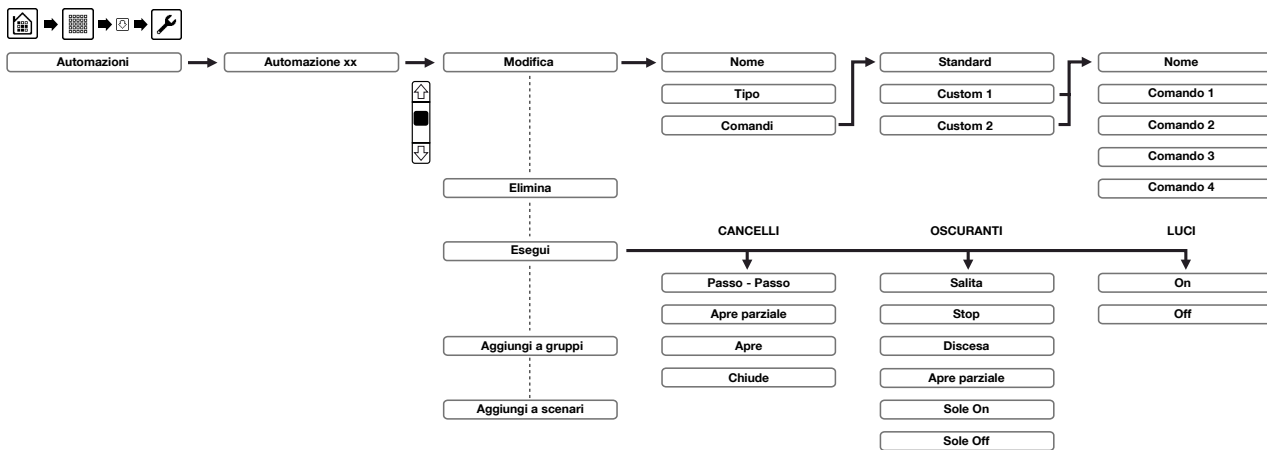 Automazioni
Automazione xx
Modifica
Nome
Standard
Nome
Tipo
Custom 1
Comando 1
Comandi
Custom 2
Comando 2
Comando 3
Elimina
Comando 4
CANCELLI
OSCURANTI
LUCI
Esegui
Passo - Passo
Salita
On
Apre parziale
Stop
Off
Aggiungi a gruppi
Apre
Discesa
Chiude
Apre parziale
Aggiungi a scenari
Sole On
Sole Off